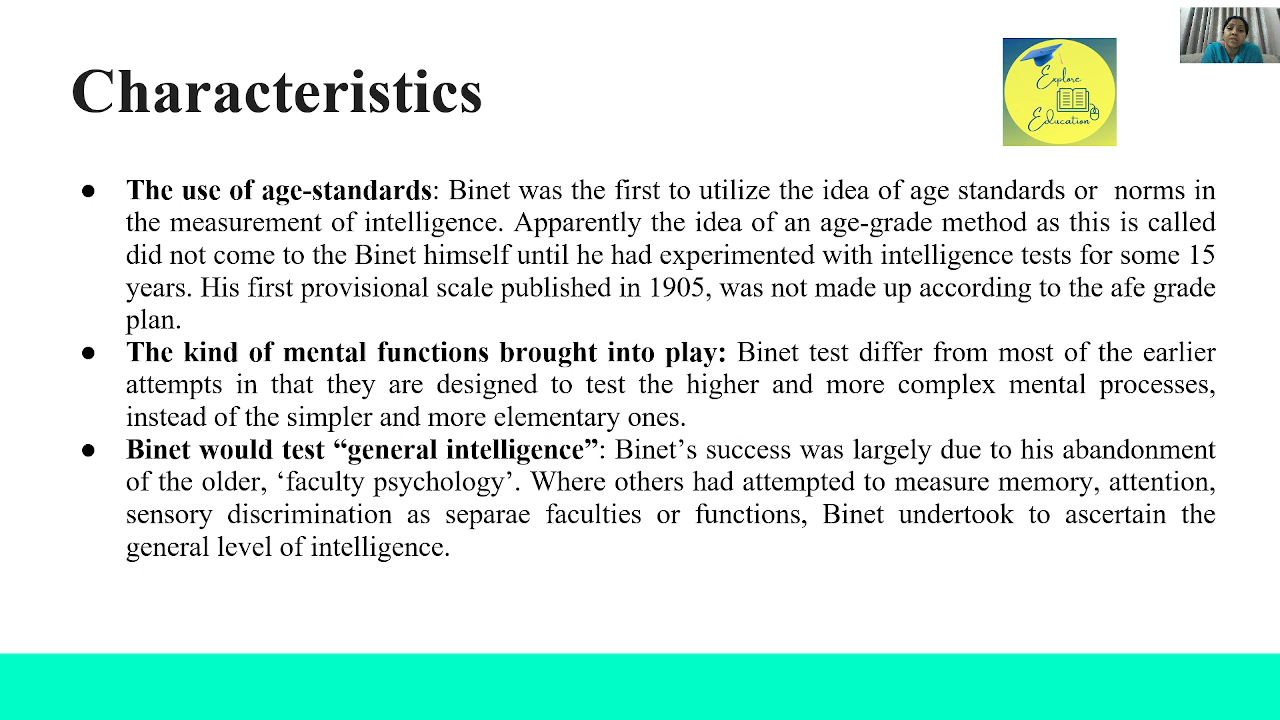 Characteristics
Explore
Education
● The use of age-standards: Binet was the first to utilize the idea of age standards or norms in
the measurement of intelligence. Apparently the idea of an age-grade method as this is called
did not come to the Binet himself until he had experimented with intelligence tests for some 15
years. His first provisional scale published in 1905, was not made up according to the afe grade
plan.
● The kind of mental functions brought into play: Binet test differ from most of the earlier
attempts in that they are designed to test the higher and more complex mental processes,
instead of the simpler and more elementary ones.
● Binet would test “general intelligence”: Binet’s success was largely due to his abandonment
of the older, ‘faculty psychology’. Where others had attempted to measure memory, attention,
sensory discrimination as separae faculties or functions, Binet undertook to ascertain the
general level of intelligence.